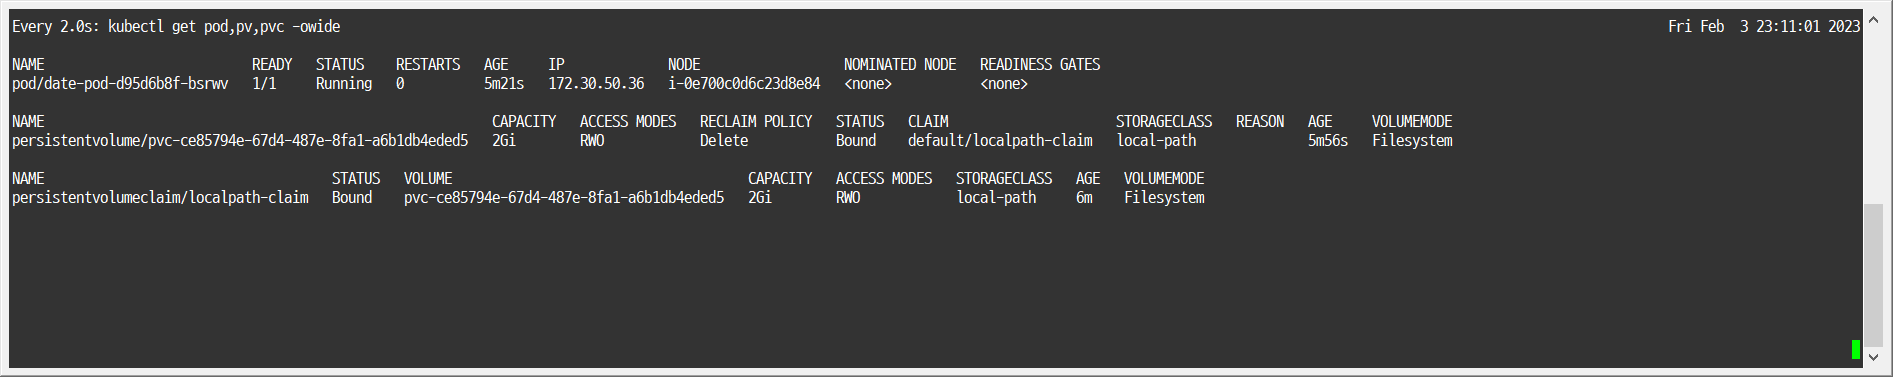 Every 2.0s: kubectl get pod,pv,pvc -owide Fri Feb  3 23:11:01 2023
NAME READY STATUS RESTARTS AGE IP NODE NOMINATED NODE READINESS GATES
pod/date-pod-d95d6b8f-bsrwv 1/1 Running 0 5m21s 172.30.50.36 i-0e700c0d6c23d8e84 <none> <none>
NAME CAPACITY ACCESS MODES RECLAIM POLICY STATUS CLAIM STORAGECLASS REASON AGE VOLUMEMODE
persistentvolume/pvc-ce85794e-67d4-487e-8fa1-a6b1db4eded5 2Gi RWO Delete Bound default/localpath-claim local-path 5m56s Filesystem
NAME STATUS VOLUME CAPACITY ACCESS MODES STORAGECLASS AGE VOLUMEMODE
persistentvolumeclaim/localpath-claim Bound pvc-ce85794e-67d4-487e-8fa1-a6b1db4eded5 2Gi RWO local-path 6m Filesystem